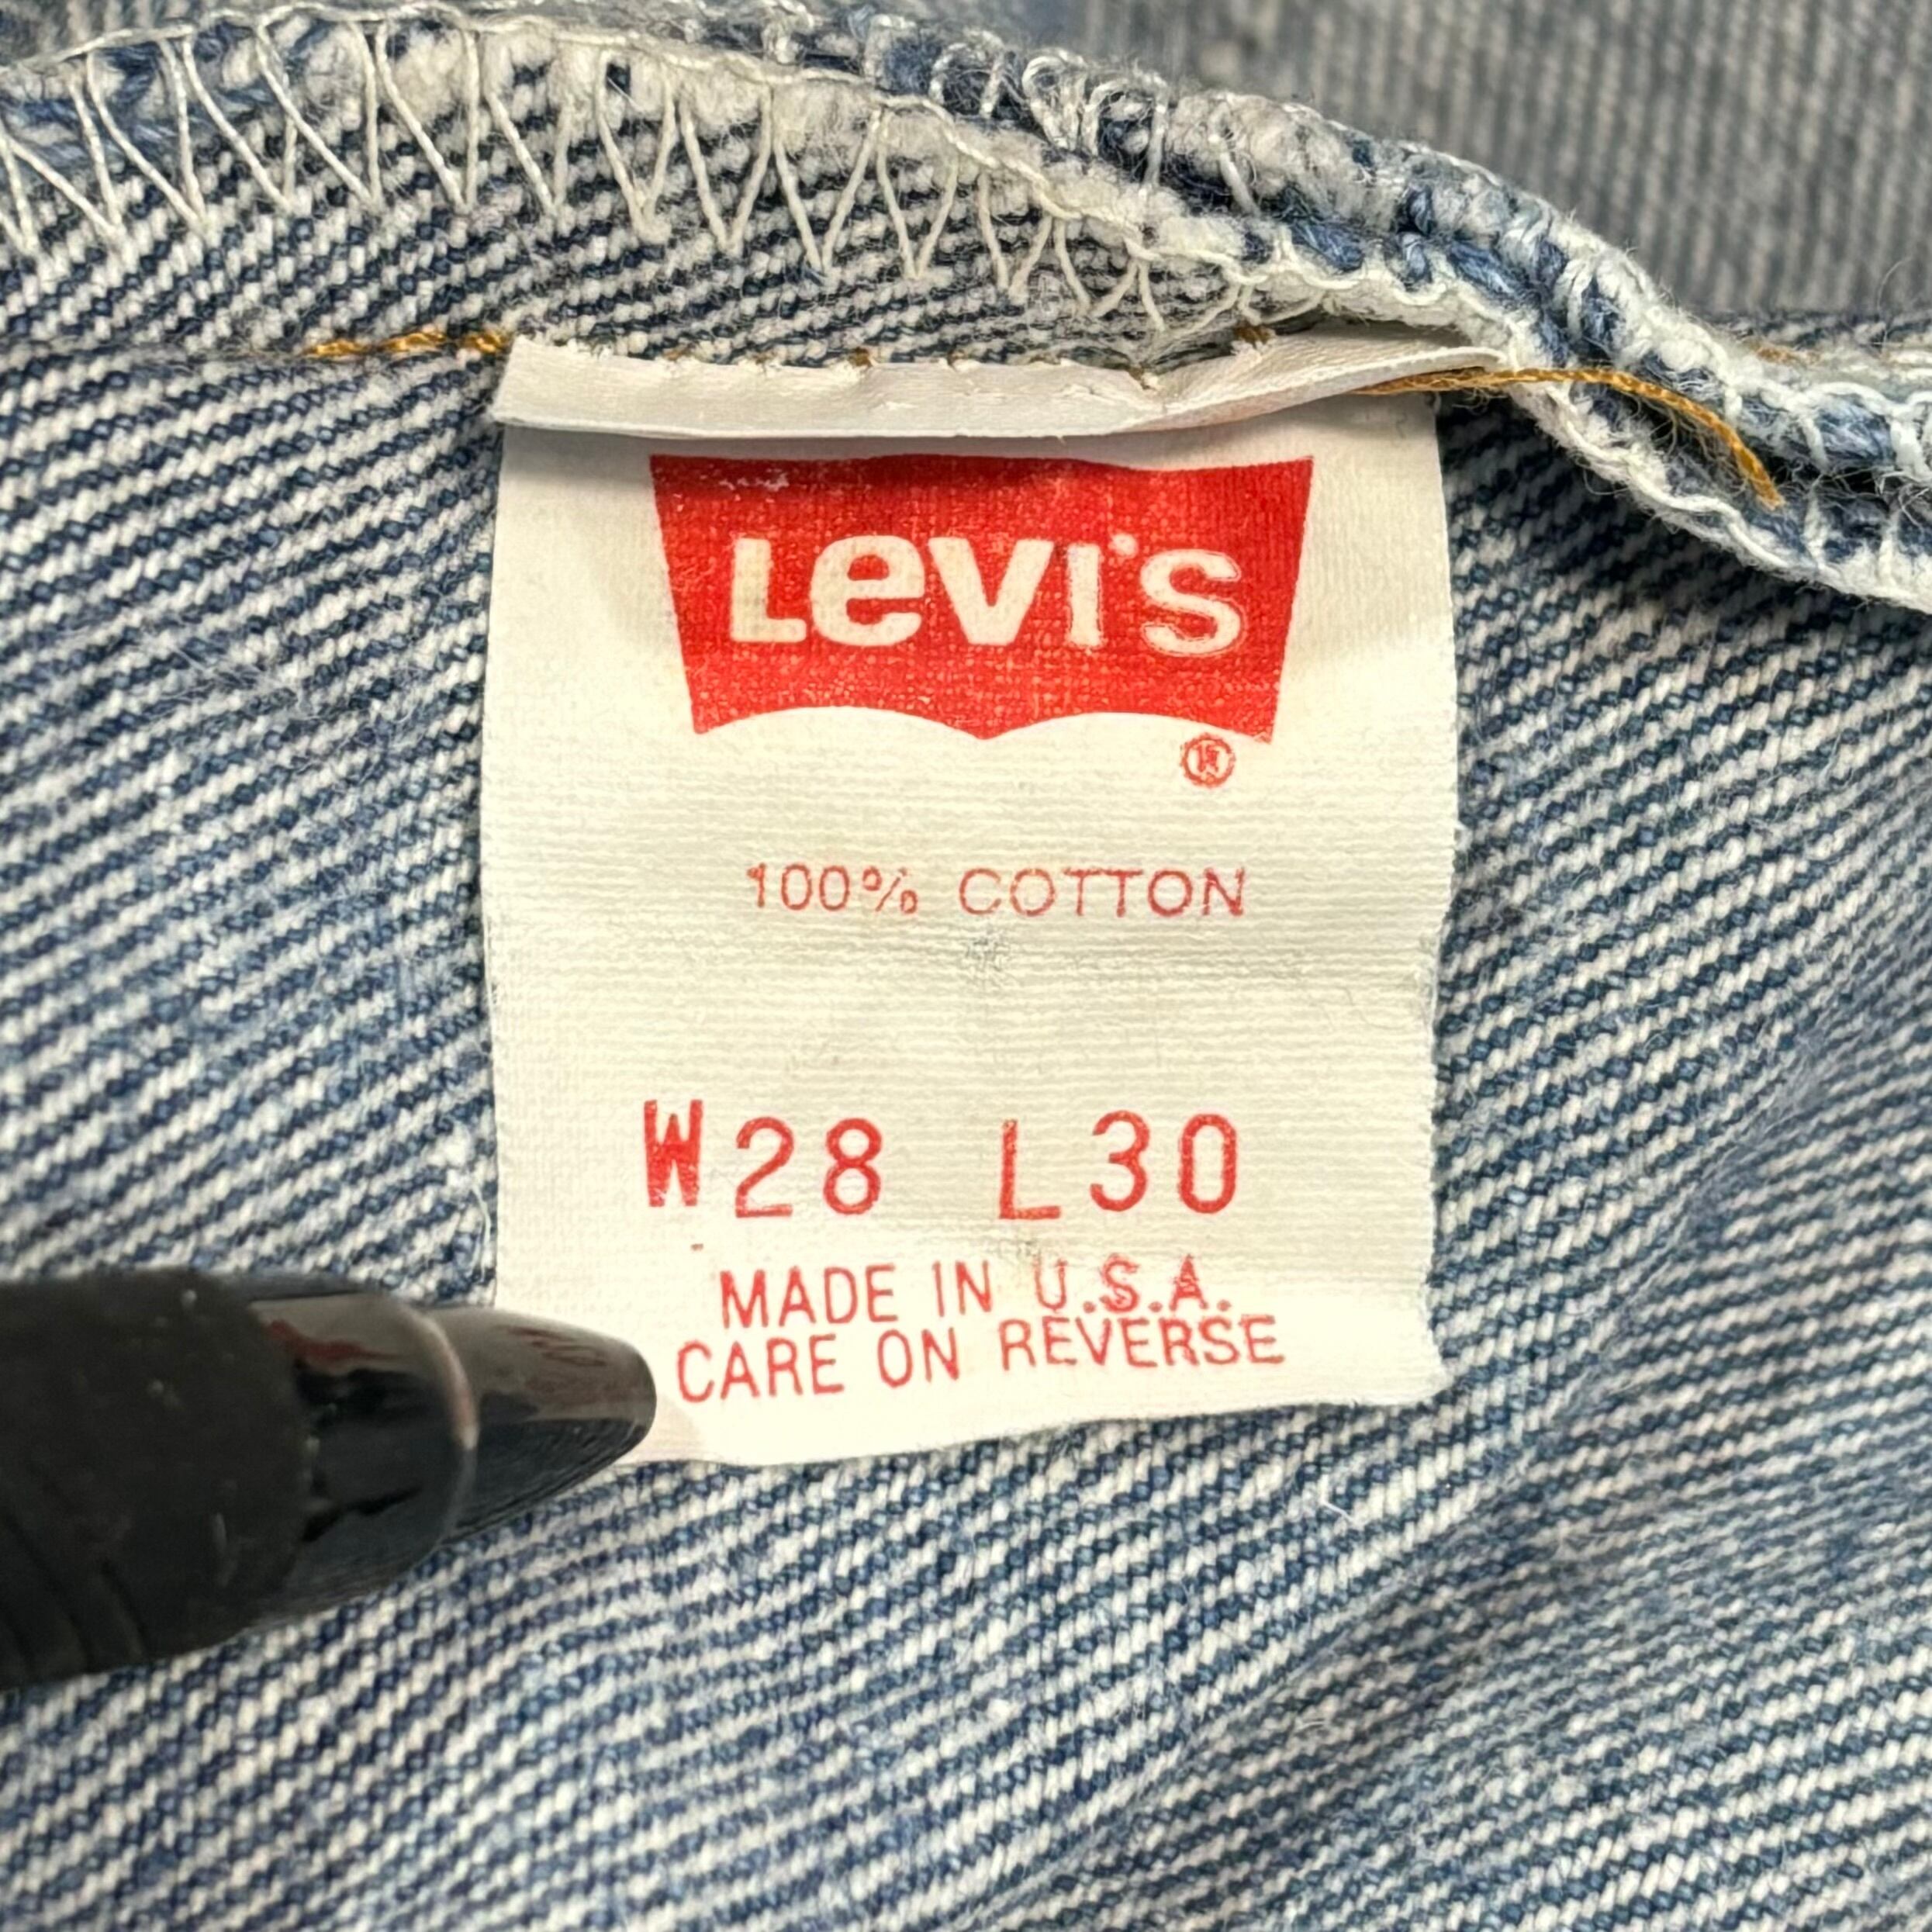 Levi's
®
100% COTTON
W28 L30
MADE IN U.S.A.
CARE ON REVERSE